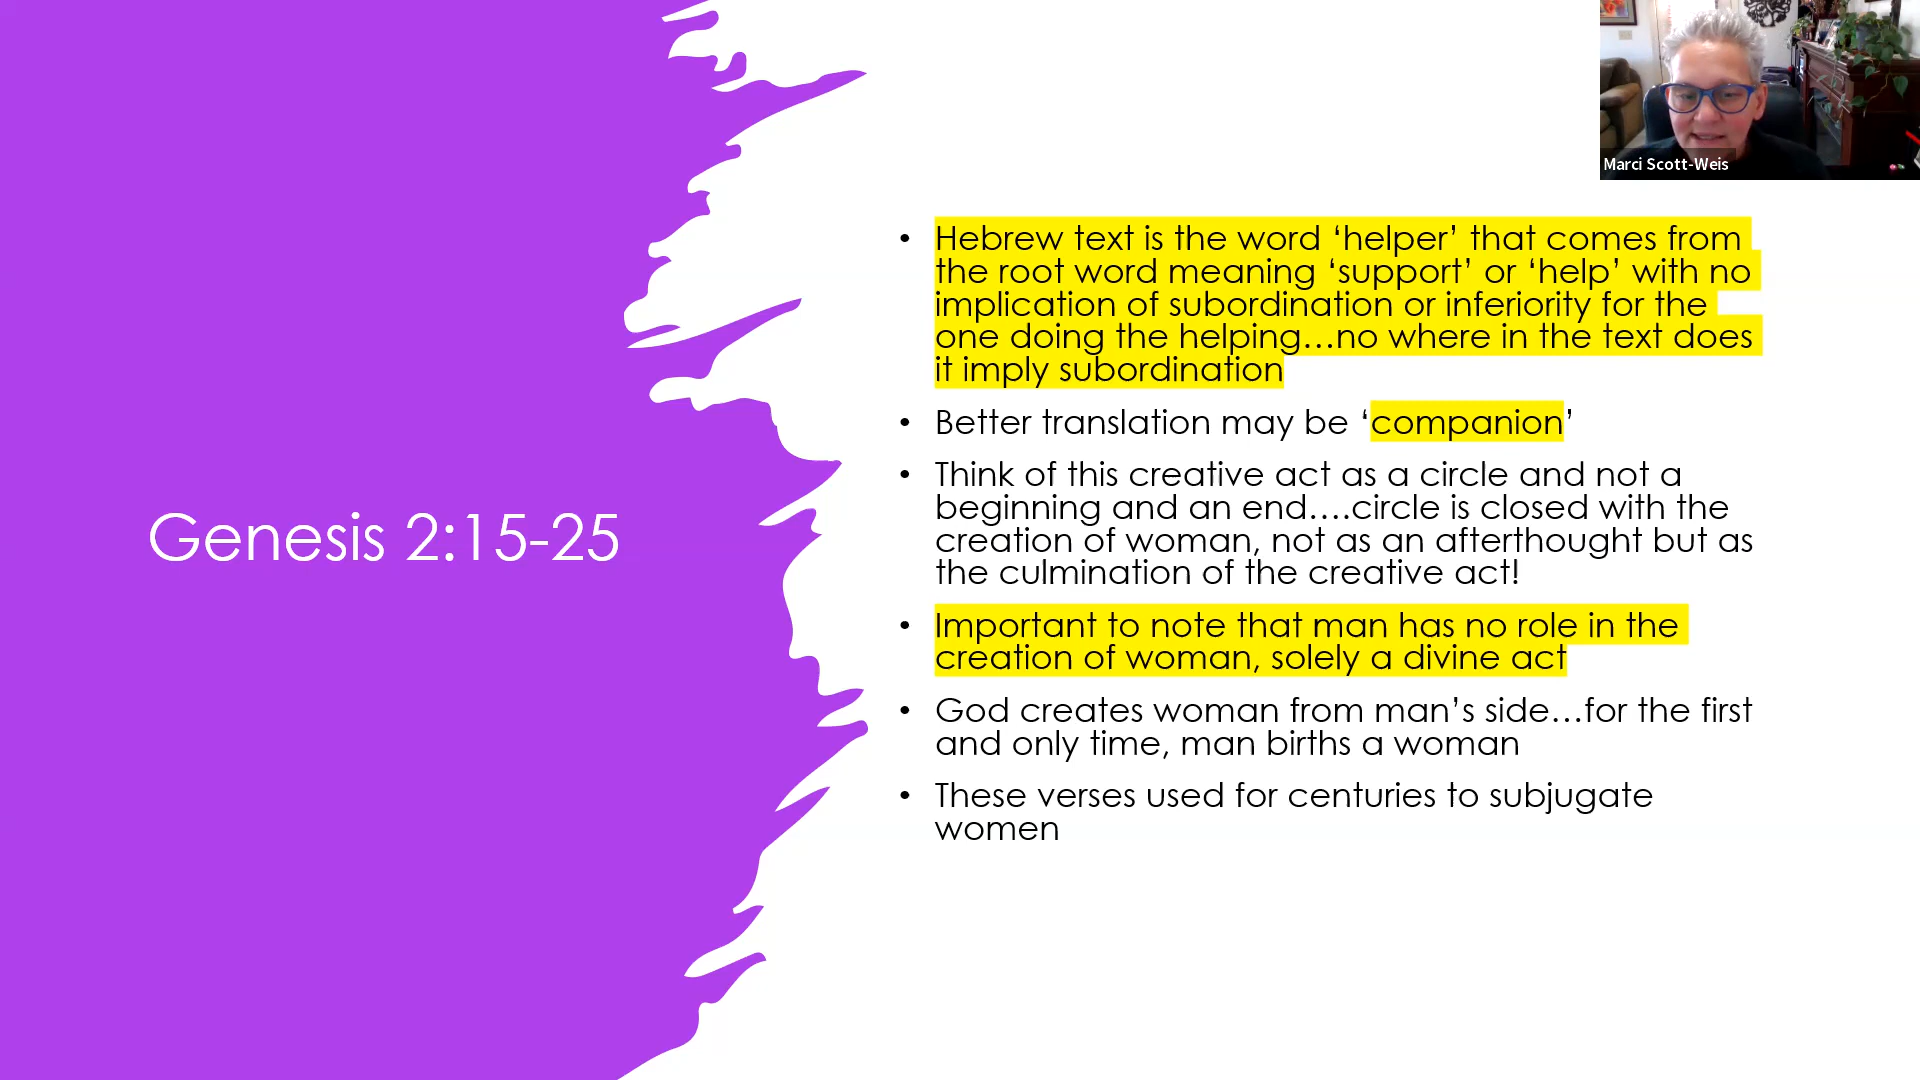 Marci Scott-Weis
Genesis 2:15-25
• Hebrew text is the word ‘helper’ that comes from
the root word meaning ‘support’ or ‘help’ with no
implication of subordination or inferiority for the
one doing the helping…no where in the text does
it imply subordination
• Better translation may be ‘companion’
• Think of this creative act as a circle and not a
beginning and an end….circle is closed with the
creation of woman, not as an afterthought but as
the culmination of the creative act!
• Important to note that man has no role in the
creation of woman, solely a divine act
• God creates woman from man’s side…for the first
and only time, man births a woman
• These verses used for centuries to subjugate
women